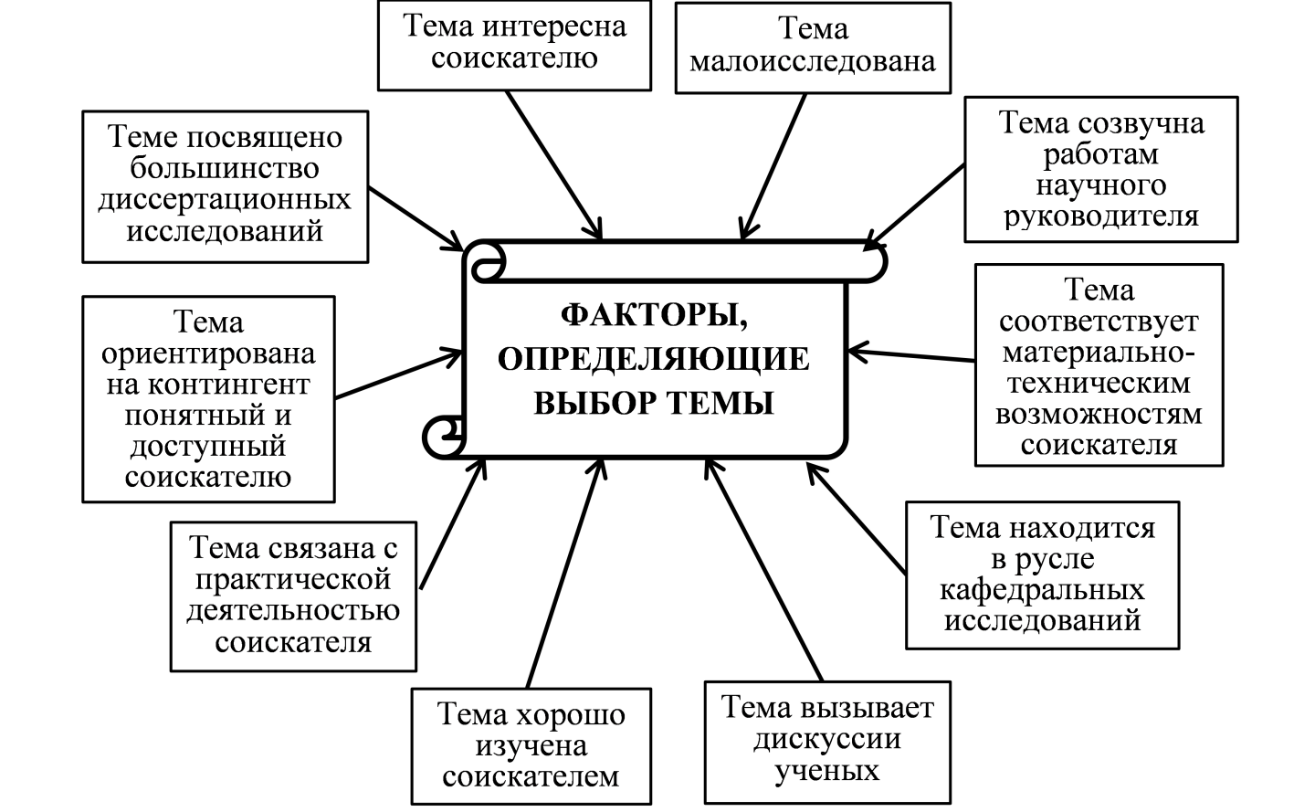 Тема интересна
соискателю
Тема
малоисследована
Теме посвящено
большинство
диссертационных
исследований
Тема созвучна
работам
научного
руководителя
ФАКТОРЫ,
ОПРЕДЕЛЯЮЩИЕ
ВЫБОР ТЕМЫ
Тема
ориентирована
на контингент
понятный и
доступный
соискателю
Тема
соответствует
материально-
техническим
возможностям
соискателя
Тема связана с
практической
деятельностью
соискателя
Тема находится
в русле
кафедральных
исследований
Тема хорошо
изучена
соискателем
Тема вызывает
дискуссии
ученых